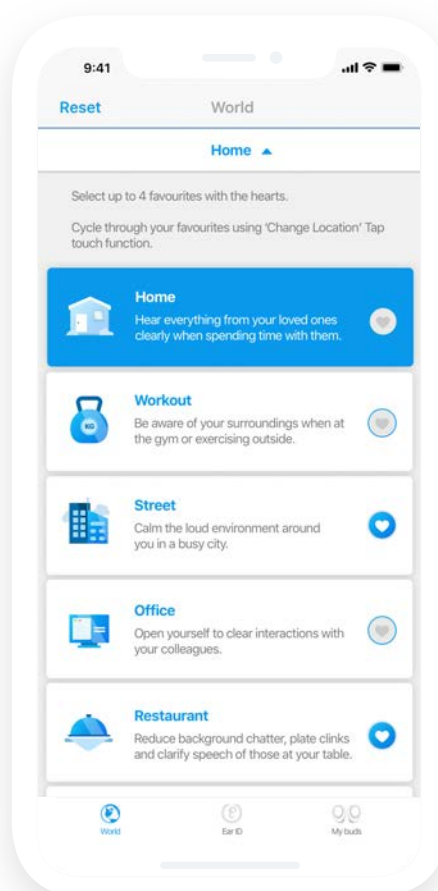 9:41
Reset
World
Home
Select up to 4 favourites with the hearts.
Cycle through your favourites using 'Change Location' Tap
touch function.
Home
Hear everything from your loved ones
clearly when spending time with them.
KG
Workout
Be aware of your surroundings when at
the gym or exercising outside.
Street
Calm the loud environment around
you in a busy city.
Office
Open yourself to clear interactions with
your colleagues.
Restaurant
Reduce background chatter, plate clinks
and clarify speech of those at your table.
World
Ear ID
My buds